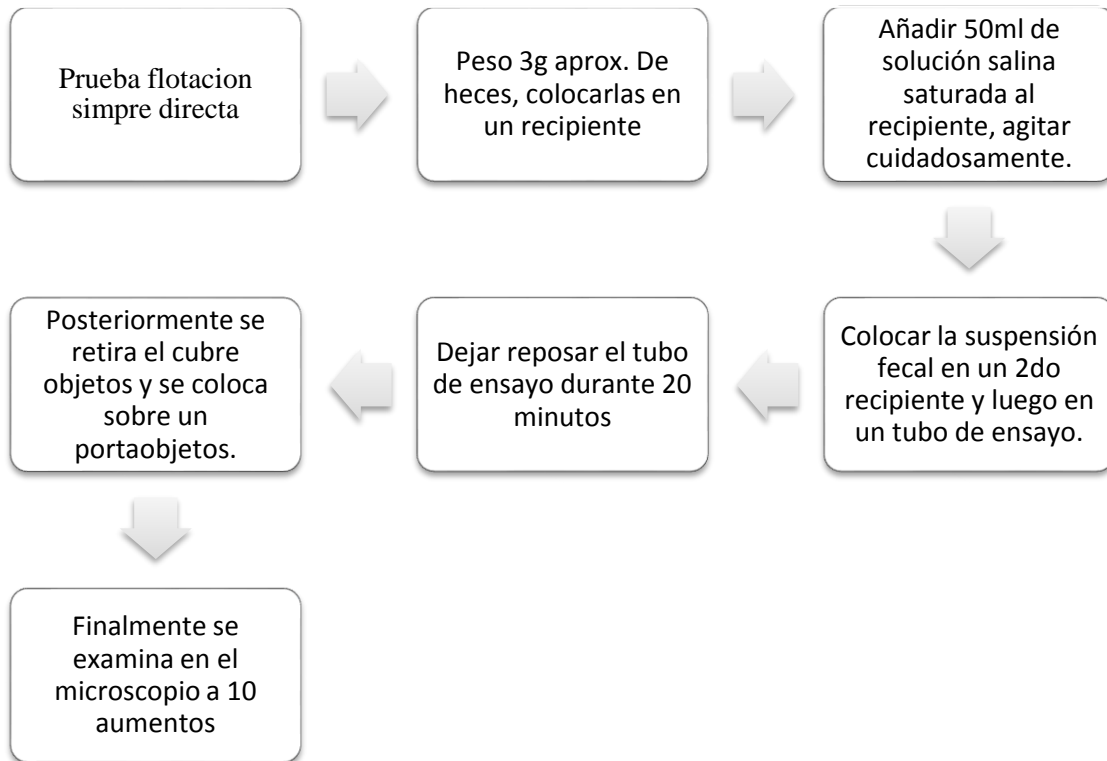 Prueba flotacion
simpre directa
Peso 3g aprox. De
heces, colocarlas en
un recipiente
Añadir 50ml de
solución salina
saturada al
recipiente, agitar
cuidadosamente.
Colocar la suspensión
fecal en un 2do
recipiente y luego en
un tubo de ensayo.
Dejar reposar el tubo
de ensayo durante 20
minutos
Posteriormente se
retira el cubre
objetos y se coloca
sobre un
portaobjetos.
Finalmente se
examina en el
microscopio a 10
aumentos